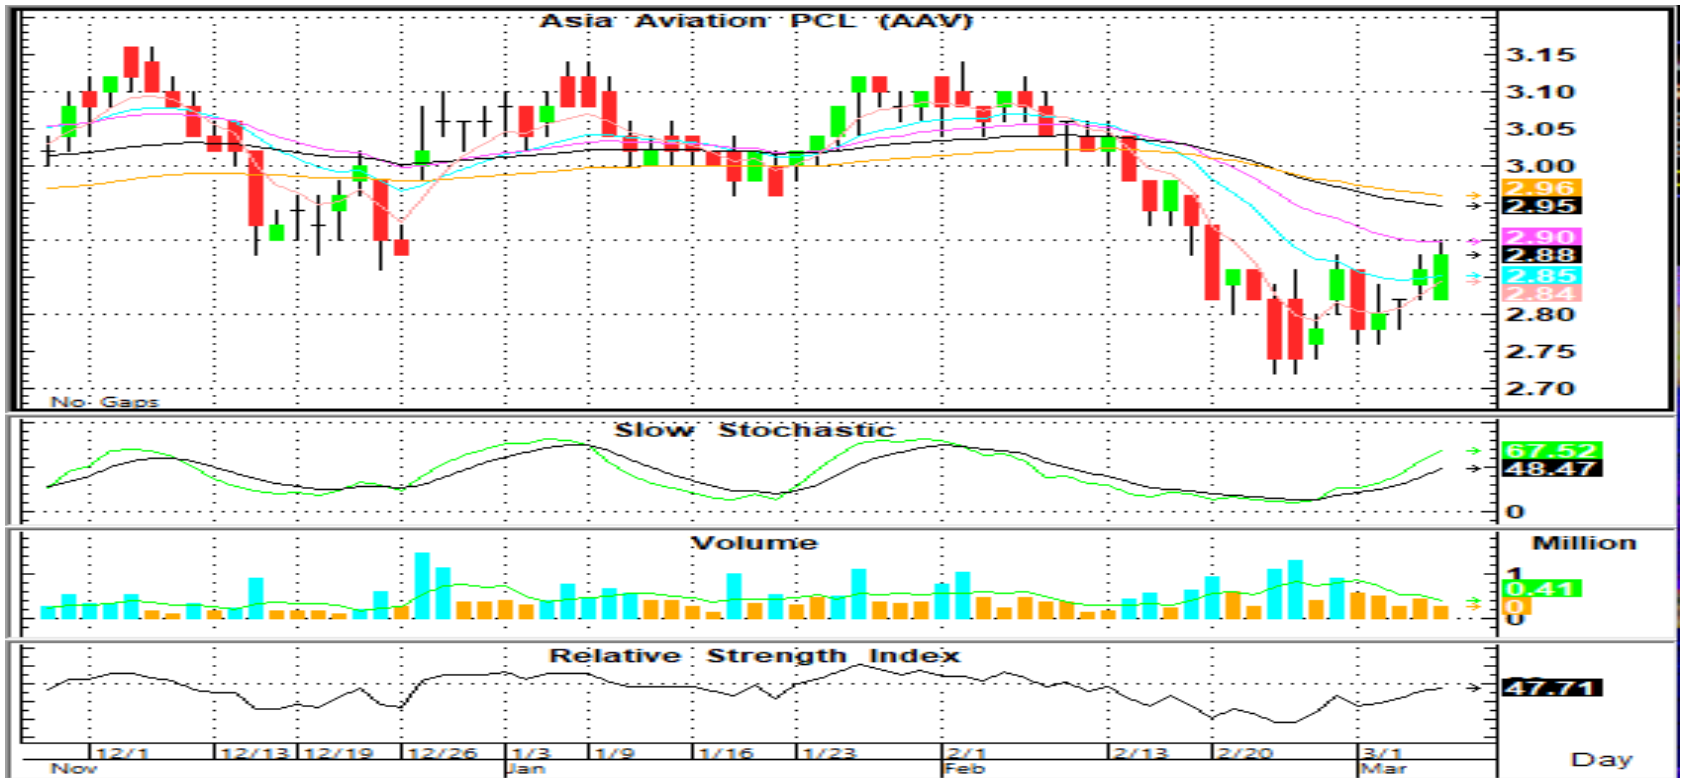 Asia Aviation PCL (AAV)
3.15
3.10
3.05
3.00
2.96
2.95
2.90
2.88
2.85
2.84
2.80
2.75
2.70
No Gaps
Slow Stochastic
67.52
48.47
0
Volume
Million
1
0.41
0
0
Relative Strength Index
47.71
12/1 12/13 12/19 12/26 1/3 1/9 1/16 1/23 2/1 2/13 2/20 3/1
Nov Jan Feb Mar
Day